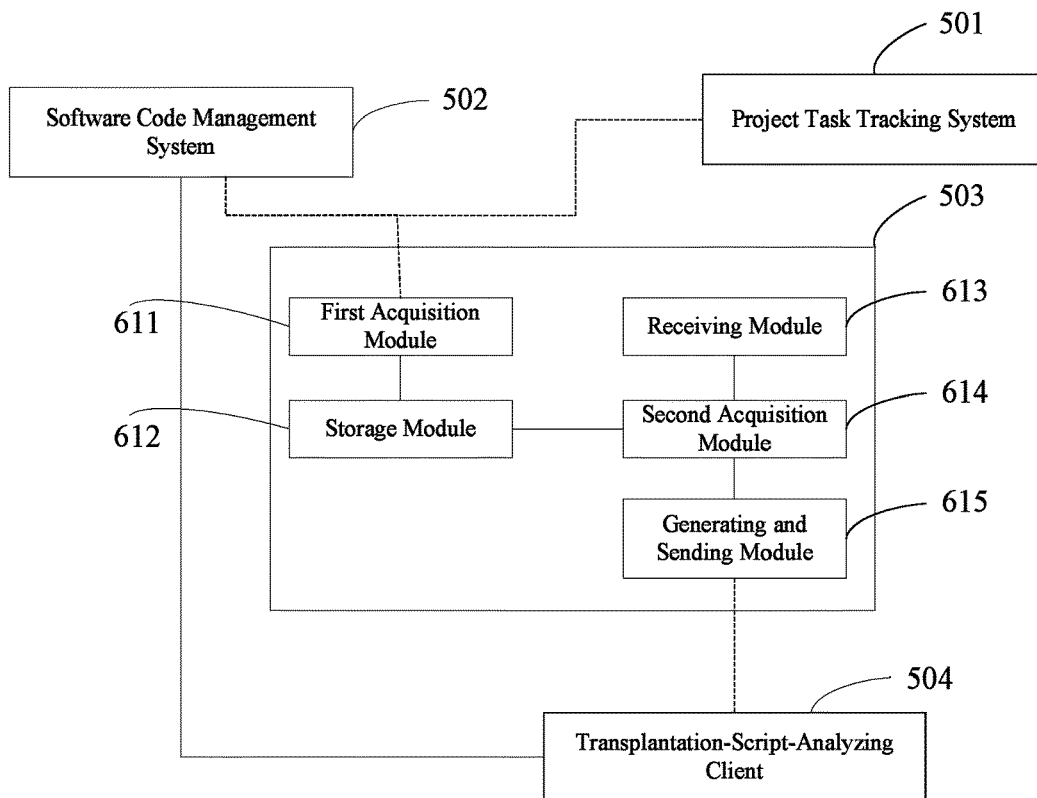 501
Software Code Management
System
502
Project Task Tracking System
503
611
First Acquisition
Module
Receiving Module
613
612
Storage Module
Second Acquisition
Module
614
Generating and
Sending Module
615
504
Transplantation-Script-Analyzing
Client